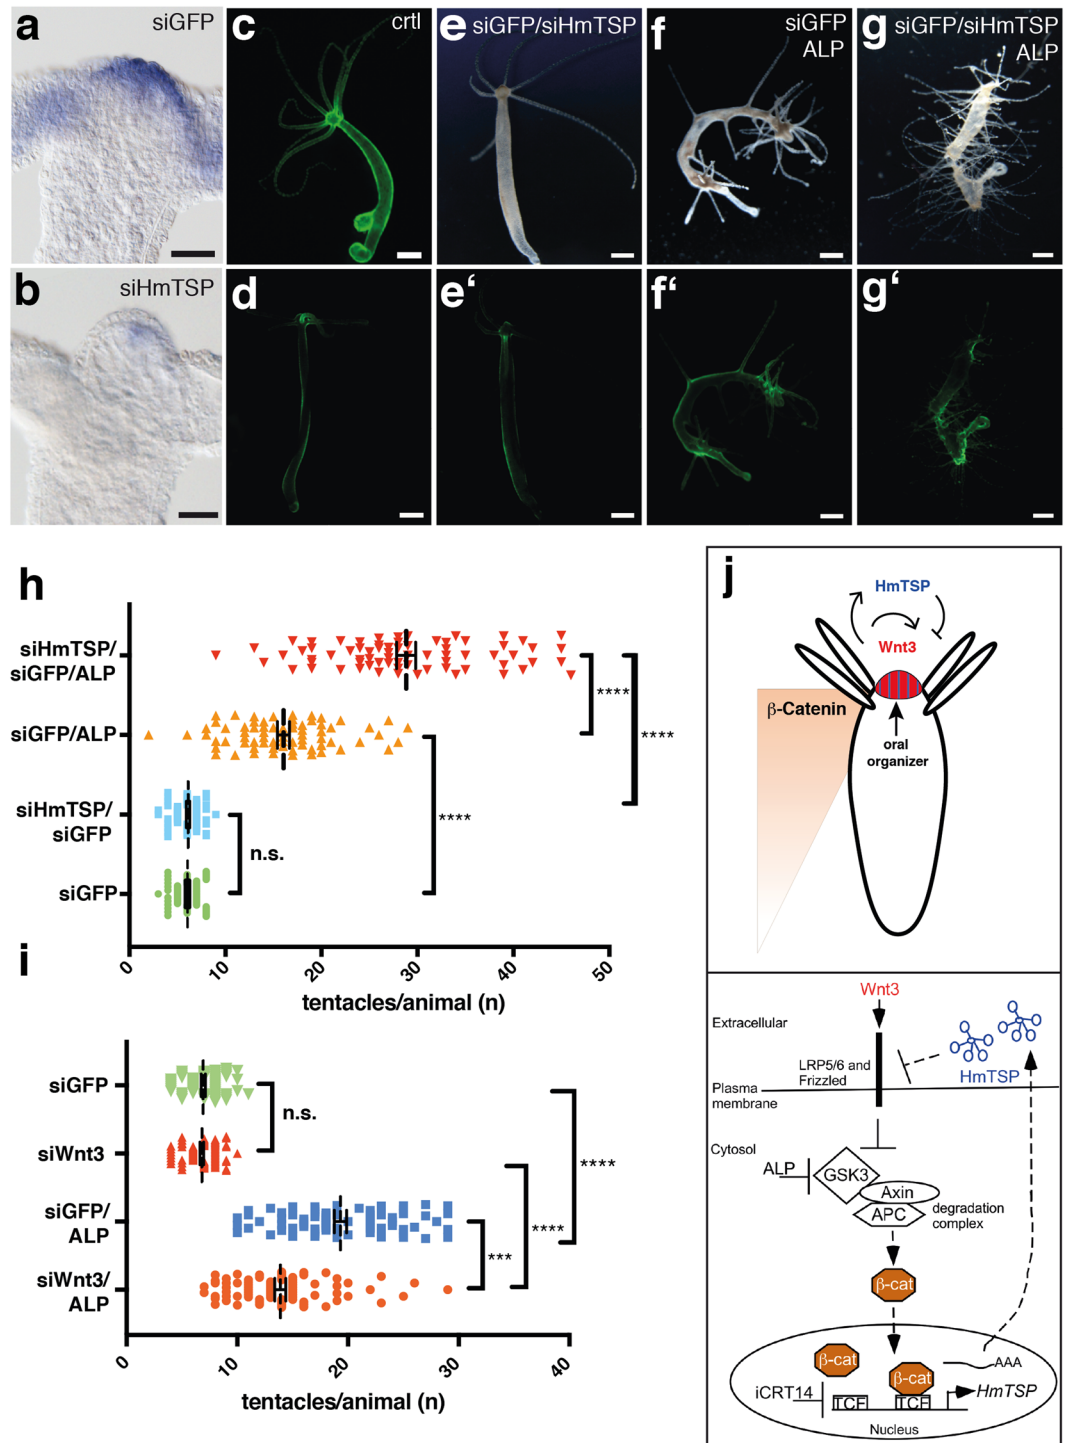 a
siGFP
c
crtl
e
siGFP/siHmTSP
f
siGFP
ALP
g
siGFP/siHmTSP
ALP
b
siHmTSP
d
e‘
f‘
g‘
h
siHmTSP/
siGFP/ALP
siGFP/ALP
siHmTSP/
siGFP
siGFP
****
****
****
n.s.
0
10
20
30
40
50
tentacles/animal (n)
i
siGFP
siWnt3
siGFP/
ALP
siWnt3/
ALP
n.s.
****
****
***
0
10
20
30
40
tentacles/animal (n)
j
HmTSP
Wnt3
β-Catenin
oral
organizer
Wnt3
Extracellular
LRP5/6 and
Frizzled
HmTSP
Plasma
membrane
Cytosol
ALP
GSK3
Axin
APC
degradation
complex
β-cat
β-cat
β-cat
AAA
iCRT14
TCF
TCF
HmTSP
Nucleus